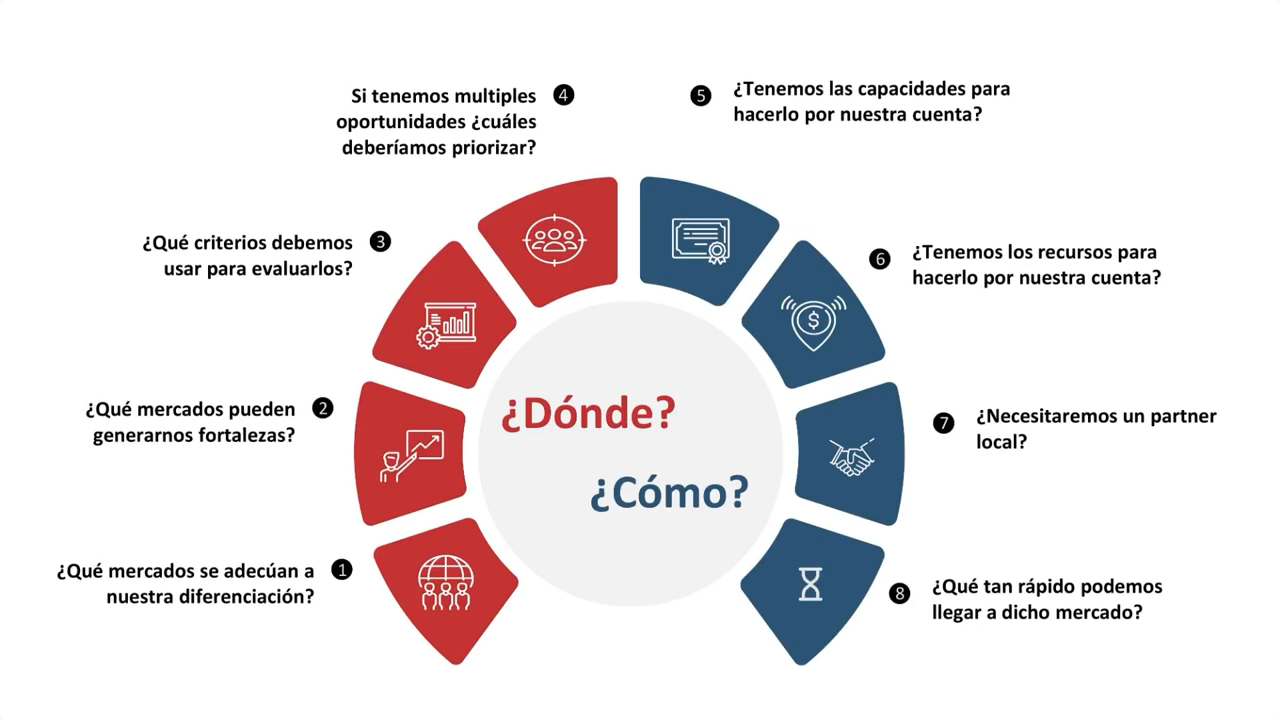 ¿Dónde?
¿Cómo?
1
¿Qué mercados se adecúan a
nuestra diferenciación?
2
¿Qué mercados pueden
generarnos fortalezas?
3
¿Qué criterios debemos
usar para evaluarlos?
4
Si tenemos multiples
oportunidades ¿cuáles
deberíamos priorizar?
5
¿Tenemos las capacidades para
hacerlo por nuestra cuenta?
6
¿Tenemos los recursos para
hacerlo por nuestra cuenta?
$
7
¿Necesitaremos un partner
local?
8
¿Qué tan rápido podemos
llegar a dicho mercado?